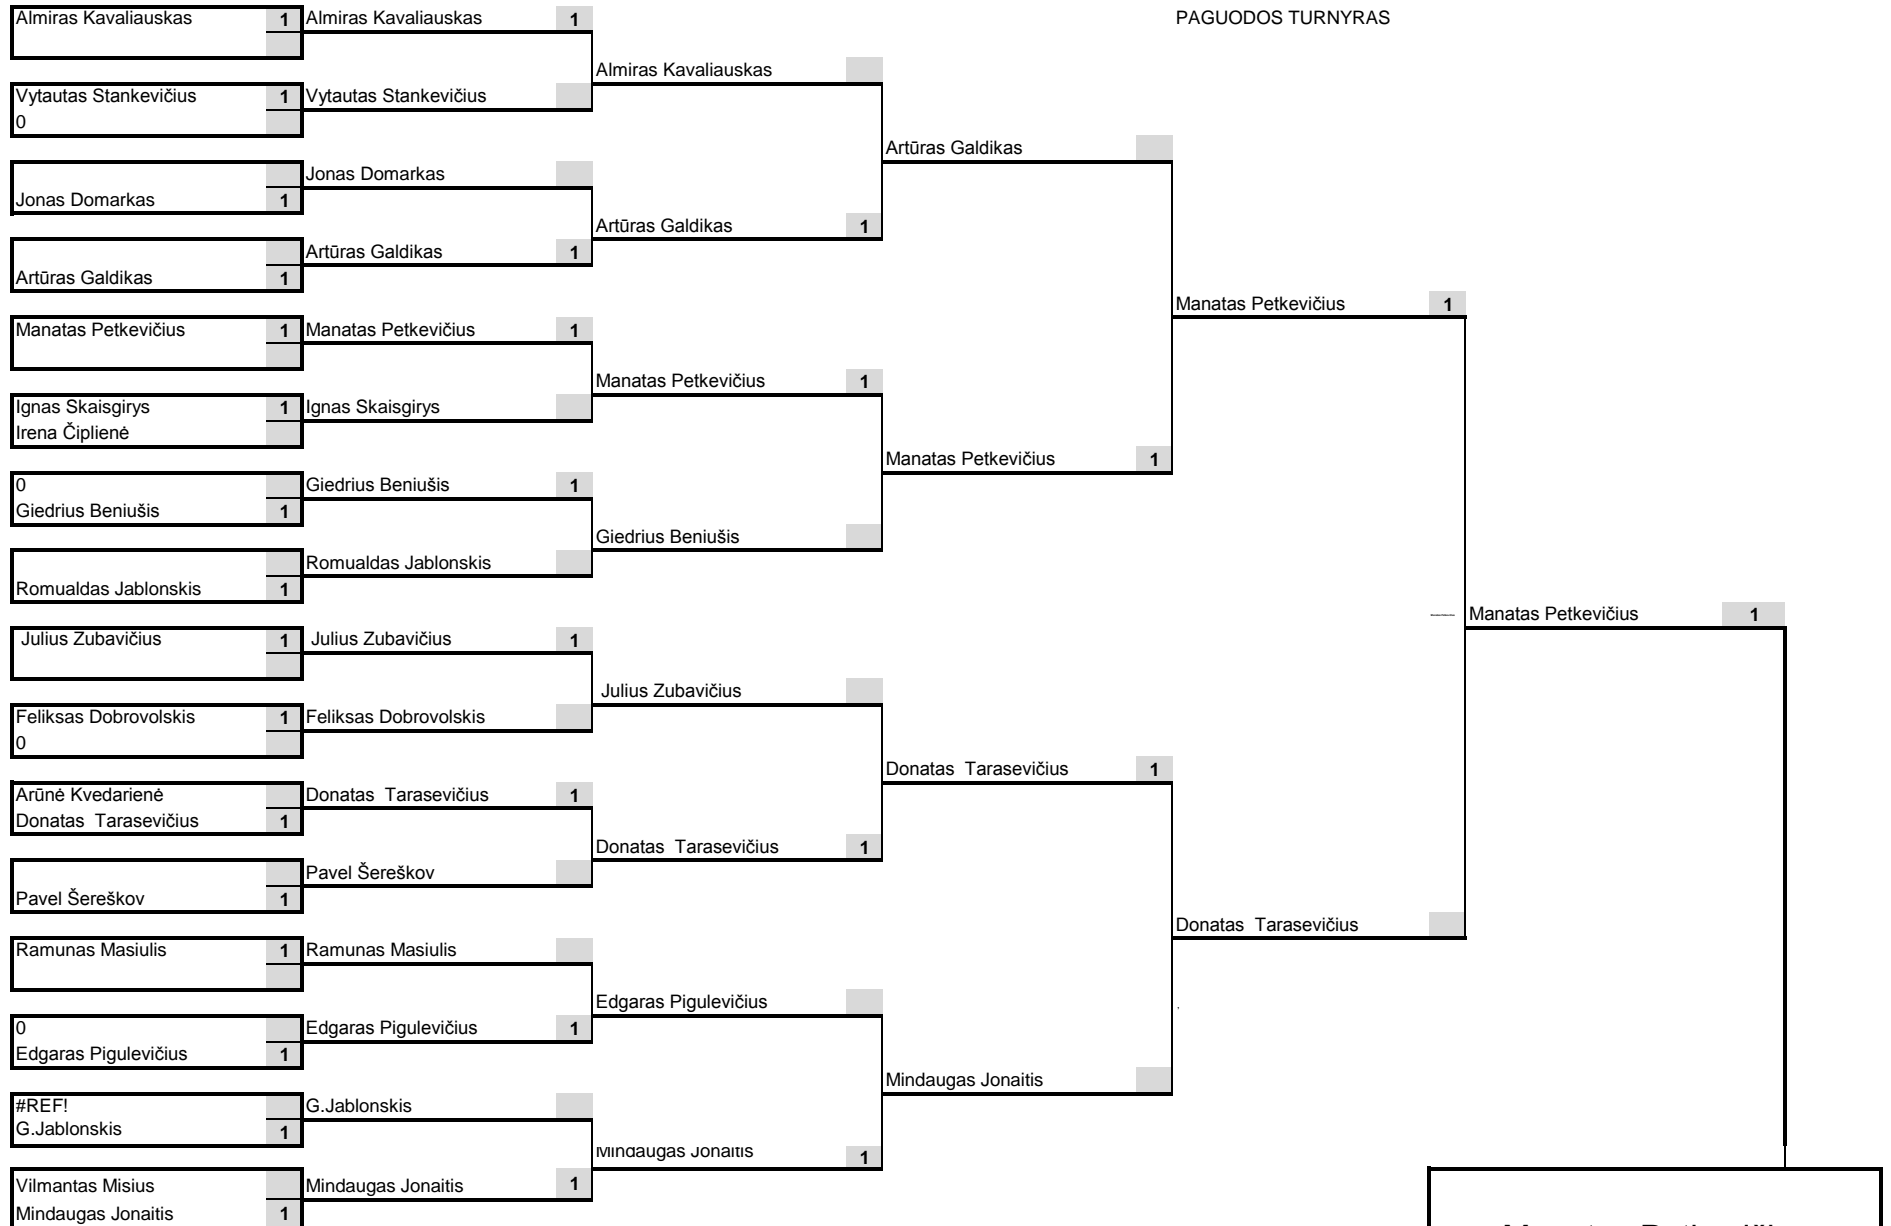 PAGUODOS TURNYRAS
Almiras Kavaliauskas 1
Vytautas Stankevičius 1
0
Jonas Domarkas 1
Artūras Galdikas 1
Manatas Petkevičius 1
Ignas Skaisgirys 1
Irena Čiplienė
0
Giedrius Beniušis 1
Romualdas Jablonskis 1
Julius Zubavičius 1
Feliksas Dobrovolskis 1
0
Arūnė Kvedarienė
Donatas Tarasevičius 1
Pavel Šereškov 1
Ramunas Masiulis 1
0
Edgaras Pigulevičius 1
#REF!
G.Jablonskis 1
Vilmantas Misius
Mindaugas Jonaitis 1
Almiras Kavaliauskas 1
Vytautas Stankevičius
Jonas Domarkas
Artūras Galdikas 1
Manatas Petkevičius 1
Ignas Skaisgirys
Giedrius Beniušis 1
Romualdas Jablonskis
Julius Zubavičius 1
Feliksas Dobrovolskis
Donatas Tarasevičius 1
Pavel Šereškov
Ramunas Masiulis
Edgaras Pigulevičius 1
G.Jablonskis
Mindaugas Jonaitis 1
Almiras Kavaliauskas
Artūras Galdikas 1
Manatas Petkevičius 1
Giedrius Beniušis
Julius Zubavičius
Donatas Tarasevičius 1
Edgaras Pigulevičius
Mindaugas Jonaitis 1
Artūras Galdikas
Manatas Petkevičius 1
Donatas Tarasevičius 1
Mindaugas Jonaitis
Manatas Petkevičius 1
Donatas Tarasevičius
Manatas Petkevičius 1